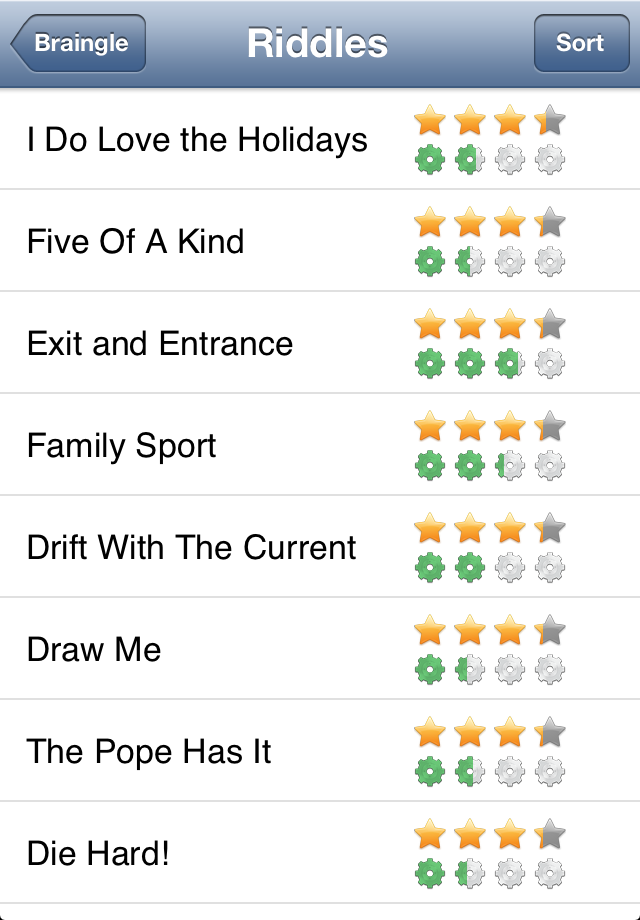 Braingle
Riddles
Sort
I Do Love the Holidays
Five Of A Kind
Exit and Entrance
Family Sport
Drift With The Current
Draw Me
The Pope Has It
Die Hard!